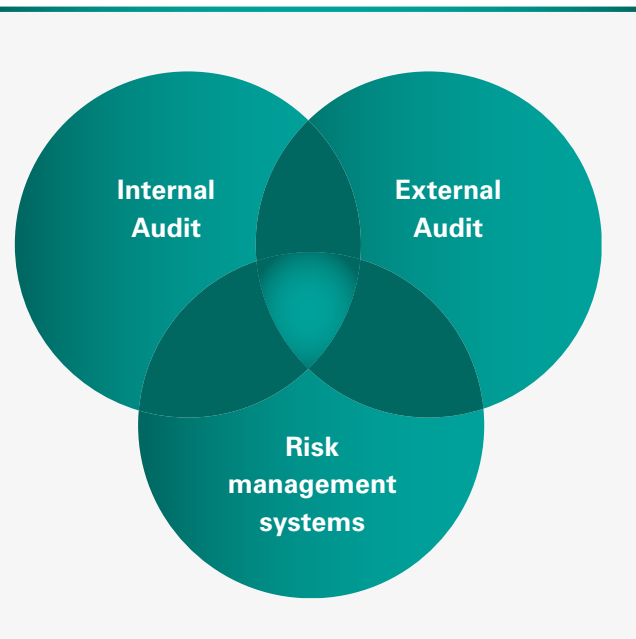 Internal
Audit
External
Audit
Risk
management
systems